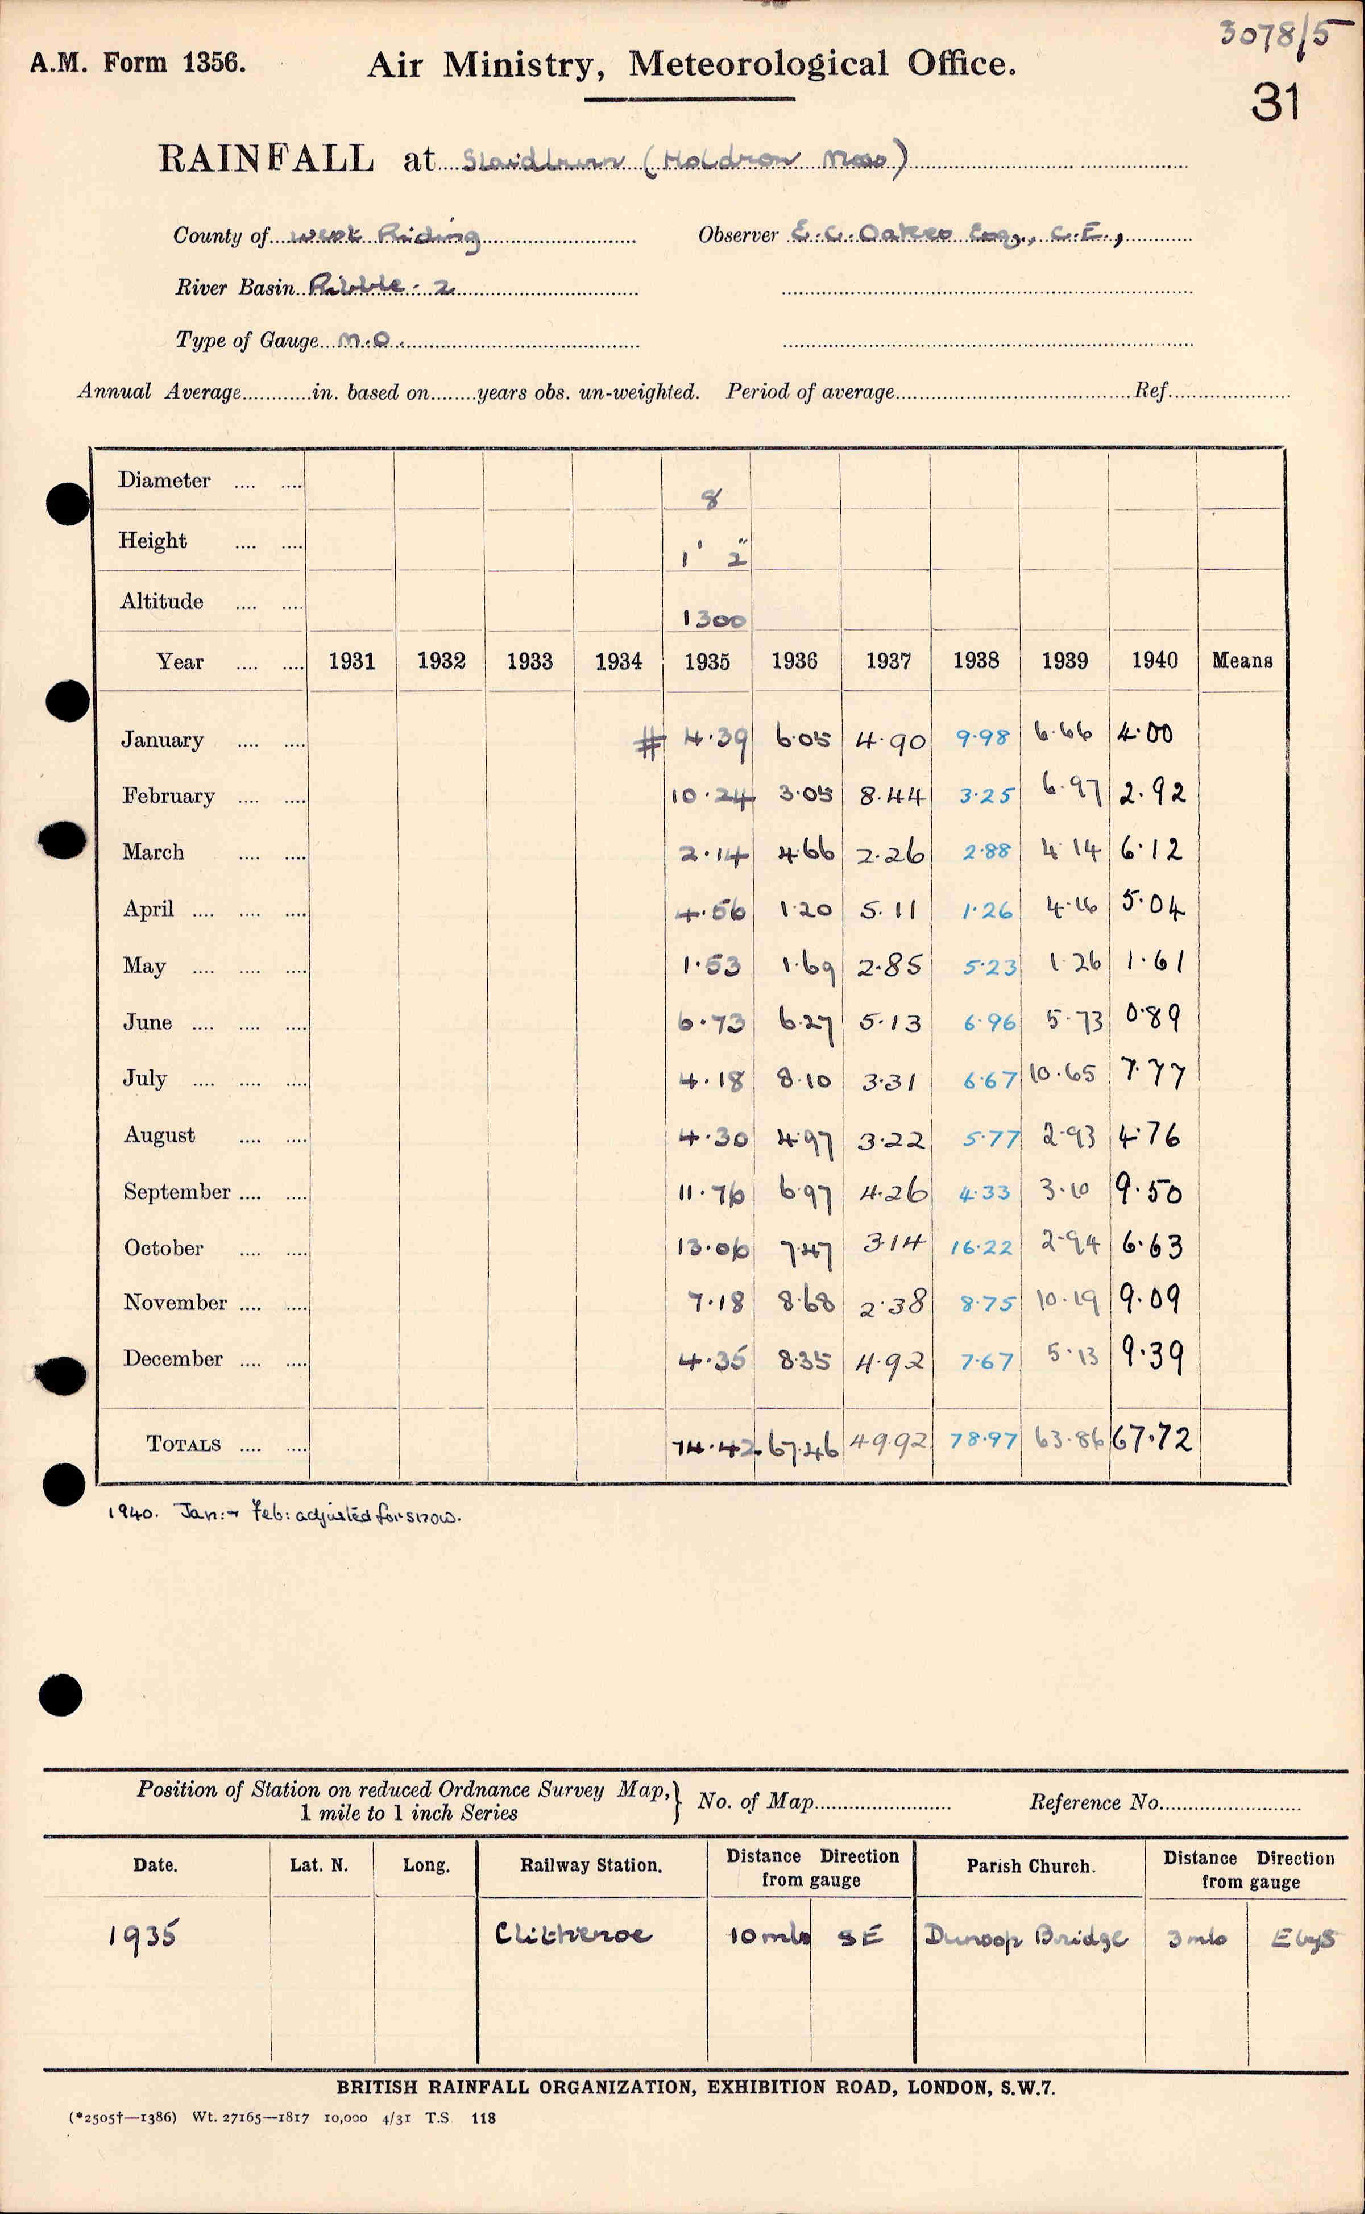 3078/5
A.M. Form 1356. Air Ministry, Meteorological Office.
31
RAINFALL at Slaidburn (Holdron Moss)
County of West Riding Observer E.C. Oakes Esq., C.E.,
River Basin Ribble. 2
Type of Gauge M.O.
Annual Average in. based on years obs. un-weighted. Period of average Ref.
Diameter 8
Height 1' 2"
Altitude 1300
Year 1931 1932 1933 1934 1935 1936 1937 1938 1939 1940 Means
January # 4.39 6.05 4.90 9.98 6.66 4.00
February 10.24 3.05 8.44 3.25 6.97 2.92
March 2.14 4.66 2.26 2.88 4.14 6.12
April 4.56 1.20 5.11 1.26 4.16 5.04
May 1.53 1.69 2.85 5.23 1.26 1.61
June 6.73 6.27 5.13 6.96 5.73 0.89
July 4.18 8.10 3.31 6.67 10.65 7.77
August 4.30 4.97 3.22 5.77 2.93 4.76
September 11.76 6.97 4.26 4.33 3.10 9.50
October 13.06 7.47 3.14 16.22 2.94 6.63
November 7.18 8.68 2.38 8.75 10.19 9.09
December 4.35 8.35 4.92 7.67 5.13 9.39
TOTALS 74.42 67.46 49.92 78.97 63.86 67.72
1940. Jan:- Feb: adjusted for snow.
Position of Station on reduced Ordnance Survey Map, } No. of Map Reference No.
1 mile to 1 inch Series
Date. Lat. N. Long. Railway Station. Distance Direction from gauge Parish Church. Distance Direction from gauge
1935 Clitheroe 10 mls SE Dunsop Bridge 3 mls E by S
BRITISH RAINFALL ORGANIZATION, EXHIBITION ROAD, LONDON, S.W.7.
(*2505†—1386) Wt. 27165—1817 10,000 4/31 T.S. 118